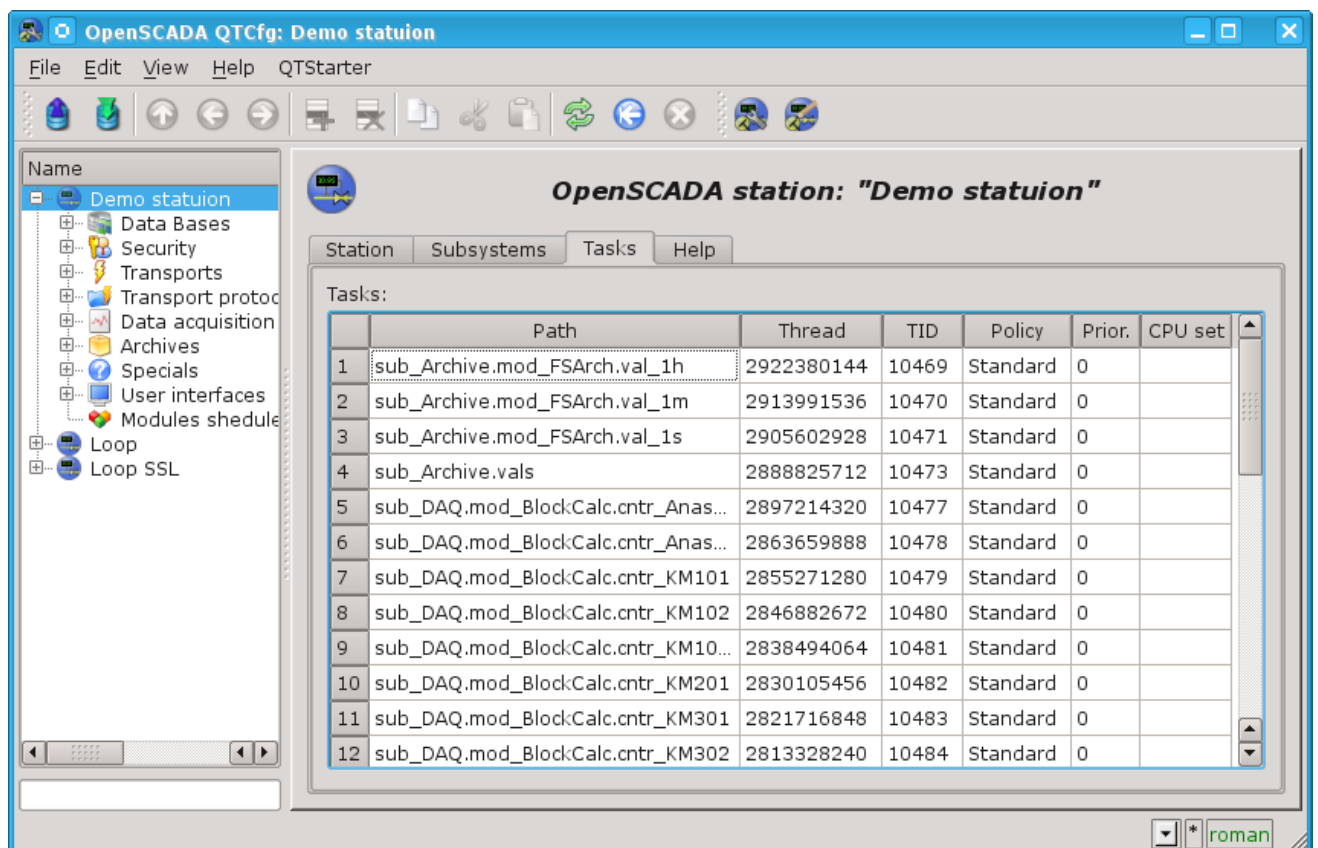 OpenSCADA QTCfg: Demo statuion
File Edit View Help QTStarter
Name
Demo statuion
Data Bases
Security
Transports
Transport protoc
Data acquisition
Archives
Specials
User interfaces
Modules shedule
Loop
Loop SSL
OpenSCADA station: "Demo statuion"
Station Subsystems Tasks Help
Tasks:
Path Thread TID Policy Prior. CPU set
1 sub_Archive.mod_FSArch.val_1h 2922380144 10469 Standard 0
2 sub_Archive.mod_FSArch.val_1m 2913991536 10470 Standard 0
3 sub_Archive.mod_FSArch.val_1s 2905602928 10471 Standard 0
4 sub_Archive.vals 2888825712 10473 Standard 0
5 sub_DAQ.mod_BlockCalc.cntr_Anas... 2897214320 10477 Standard 0
6 sub_DAQ.mod_BlockCalc.cntr_Anas... 2863659888 10478 Standard 0
7 sub_DAQ.mod_BlockCalc.cntr_KM101 2855271280 10479 Standard 0
8 sub_DAQ.mod_BlockCalc.cntr_KM102 2846882672 10480 Standard 0
9 sub_DAQ.mod_BlockCalc.cntr_KM10... 2838494064 10481 Standard 0
10 sub_DAQ.mod_BlockCalc.cntr_KM201 2830105456 10482 Standard 0
11 sub_DAQ.mod_BlockCalc.cntr_KM301 2821716848 10483 Standard 0
12 sub_DAQ.mod_BlockCalc.cntr_KM302 2813328240 10484 Standard 0
* roman